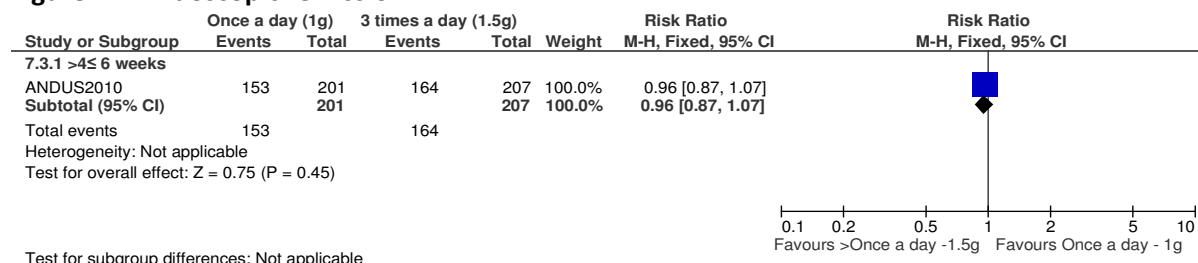 Once a day (1g) 3 times a day (1.5g) Risk Ratio Risk Ratio
Study or Subgroup Events Total Events Total Weight M-H, Fixed, 95% CI M-H, Fixed, 95% CI
7.3.1 >4≤ 6 weeks
ANDUS2010 153 201 164 207 100.0% 0.96 [0.87, 1.07]
Subtotal (95% CI) 201 207 100.0% 0.96 [0.87, 1.07]
Total events 153 164
Heterogeneity: Not applicable
Test for overall effect: Z = 0.75 (P = 0.45)
0.1 0.2 0.5 1 2 5 10
Favours >Once a day -1.5g Favours Once a day - 1g
Test for subgroup differences: Not applicable